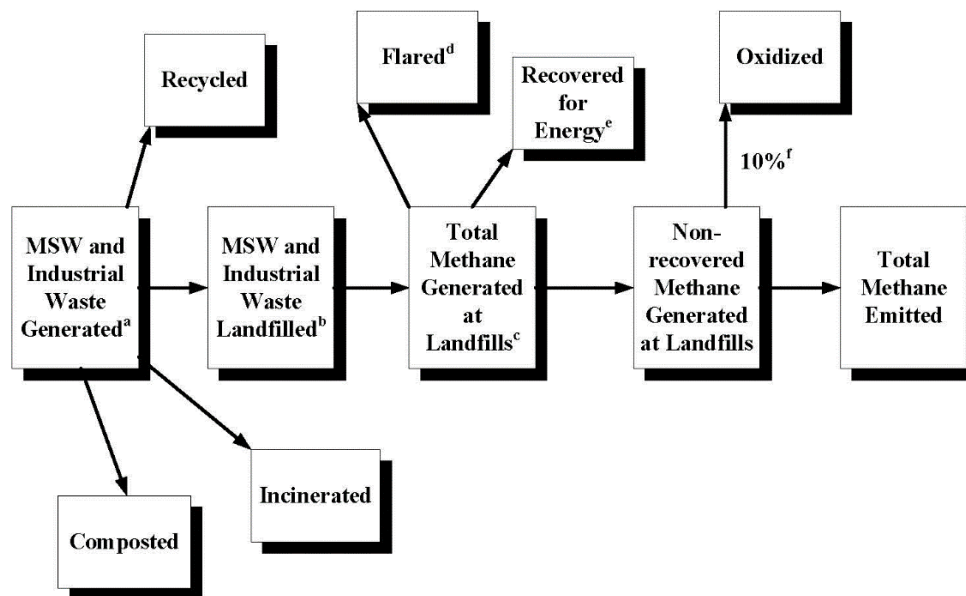 Recycled
Flared^d
Recovered
for
Energy^e
Oxidized
10%^f
MSW and
Industrial
Waste
Generated^a
MSW and
Industrial
Waste
Landfilled^b
Total
Methane
Generated
at
Landfills^c
Non-
recovered
Methane
Generated
at Landfills
Total
Methane
Emitted
Composted
Incinerated